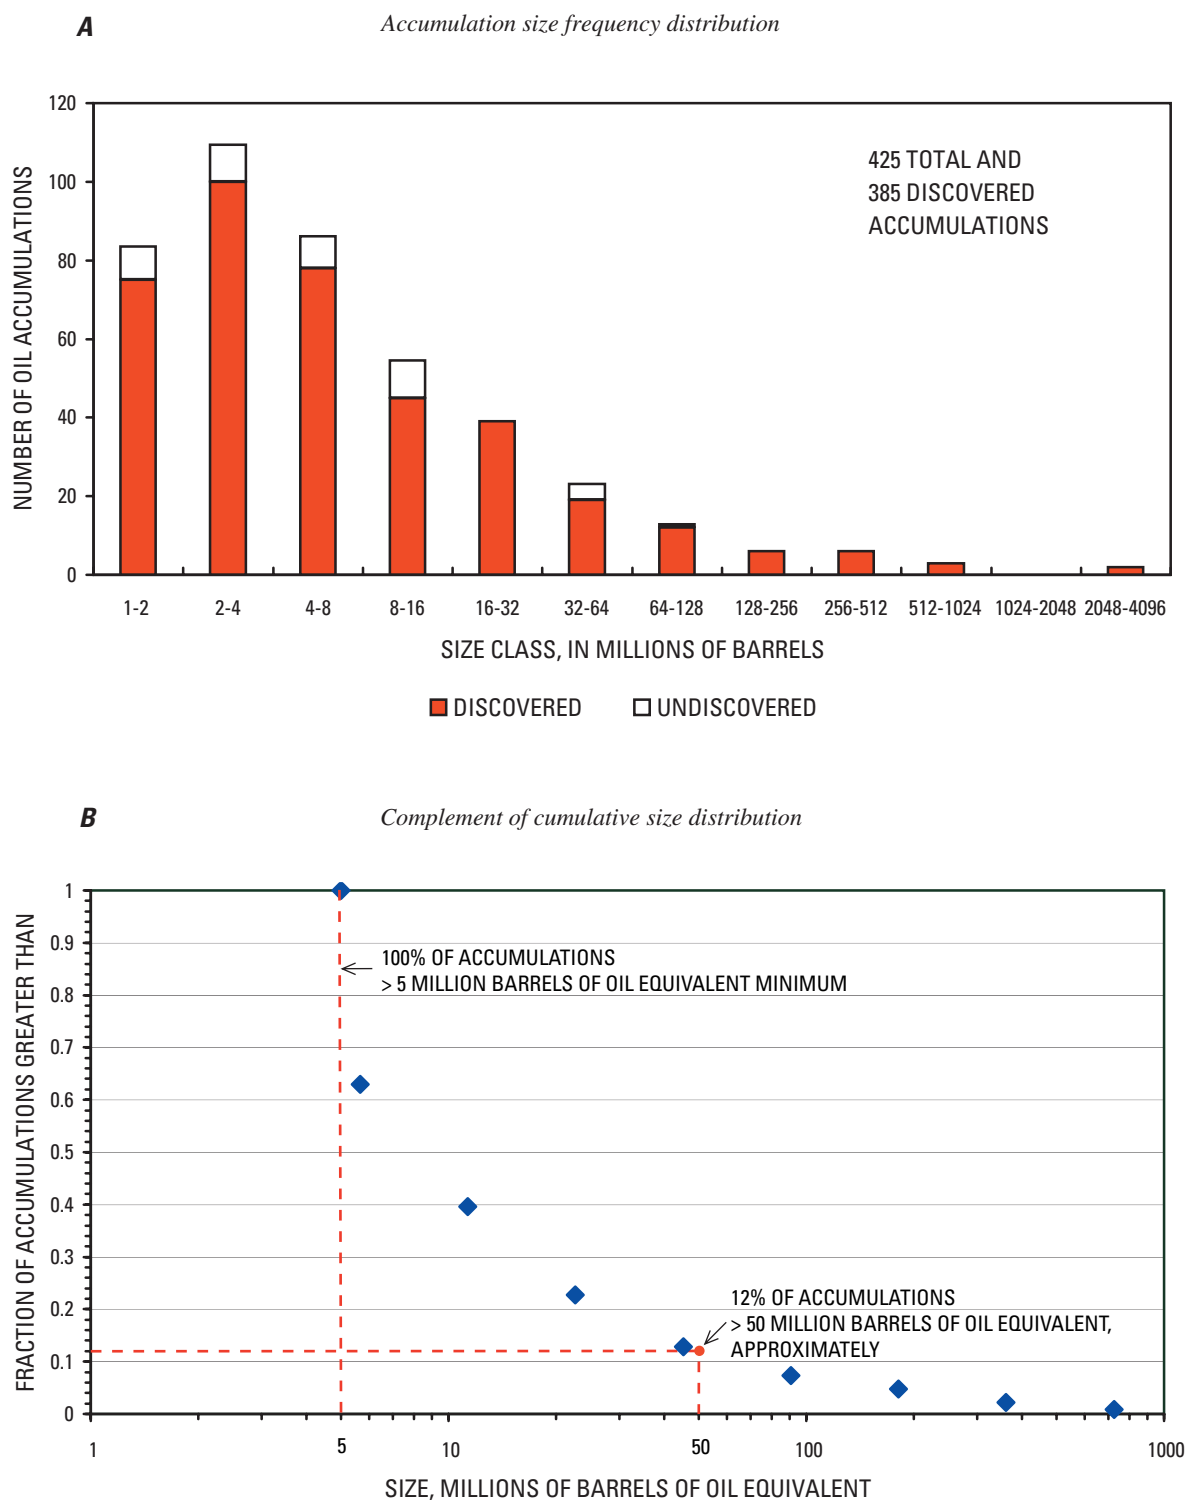 A
Accumulation size frequency distribution
NUMBER OF OIL ACCUMULATIONS
120
100
80
60
40
20
0
425 TOTAL AND
385 DISCOVERED
ACCUMULATIONS
1-2 2-4 4-8 8-16 16-32 32-64 64-128 128-256 256-512 512-1024 1024-2048 2048-4096
SIZE CLASS, IN MILLIONS OF BARRELS
DISCOVERED UNDISCOVERED
B
Complement of cumulative size distribution
FRACTION OF ACCUMULATIONS GREATER THAN
1
0.9
0.8
0.7
0.6
0.5
0.4
0.3
0.2
0.1
0
100% OF ACCUMULATIONS
> 5 MILLION BARRELS OF OIL EQUIVALENT MINIMUM
12% OF ACCUMULATIONS
> 50 MILLION BARRELS OF OIL EQUIVALENT,
APPROXIMATELY
1 5 10 50 100 1000
SIZE, MILLIONS OF BARRELS OF OIL EQUIVALENT